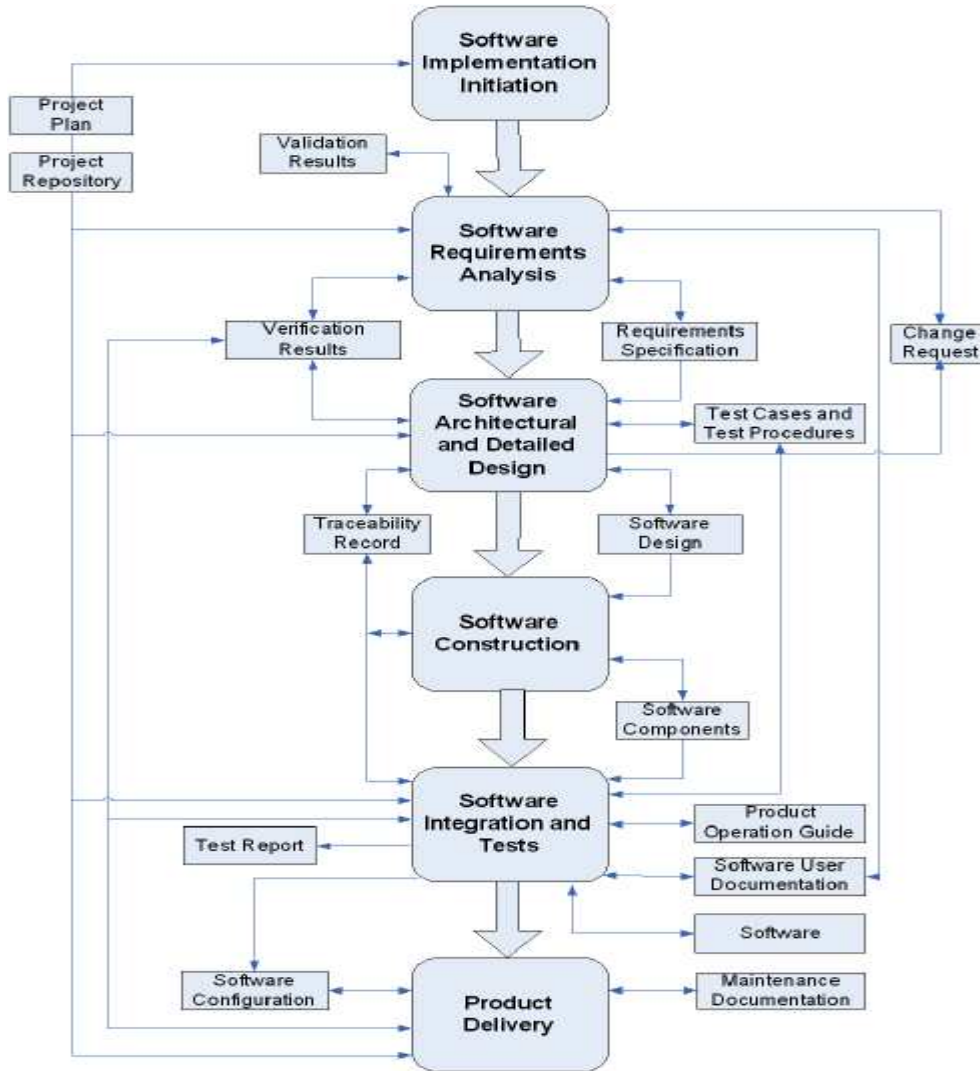 Software
Implementation
Initiation
Project
Plan
Validation
Results
Project
Repository
Software
Requirements
Analysis
Verification
Results
Requirements
Specification
Change
Request
Software
Architectural
and Detailed
Design
Test Cases and
Test Procedures
Traceability
Record
Software
Design
Software
Construction
Software
Components
Software
Integration and
Tests
Product
Operation Guide
Test Report
Software User
Documentation
Software
Software
Configuration
Product
Delivery
Maintenance
Documentation